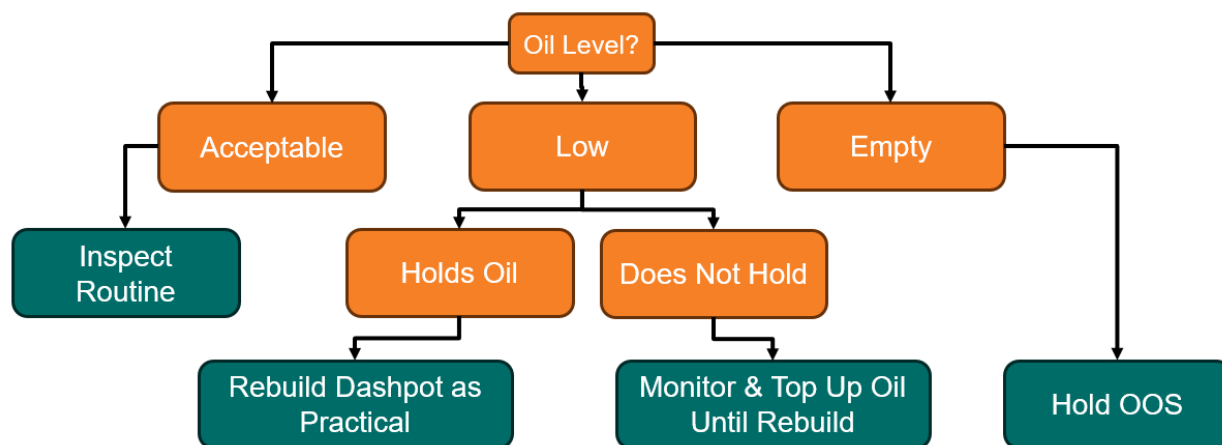 Oil Level?
Acceptable
Low
Empty
Inspect
Routine
Holds Oil
Does Not Hold
Rebuild Dashpot as
Practical
Monitor & Top Up Oil
Until Rebuild
Hold OOS